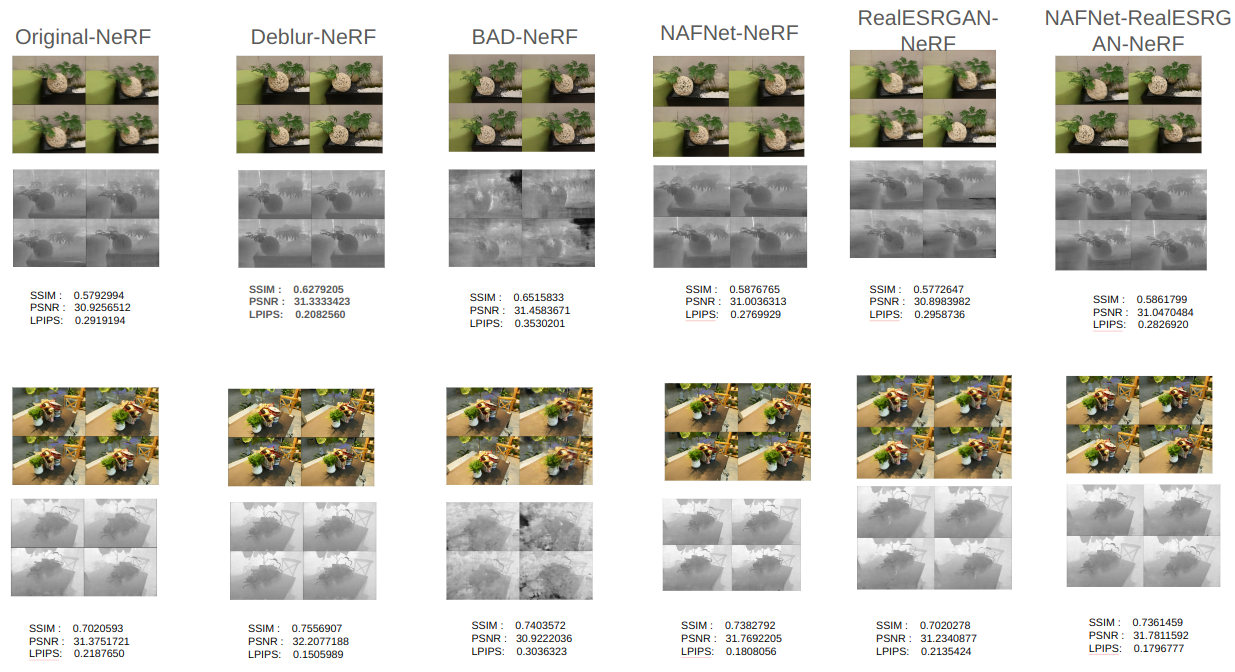 Original-NeRF
Deblur-NeRF
BAD-NeRF
NAFNet-NeRF
RealESRGAN-
NeRF
NAFNet-RealESRG
AN-NeRF
SSIM : 0.5792994
PSNR : 30.9256512
LPIPS: 0.2919194
SSIM : 0.6279205
PSNR : 31.3333423
LPIPS: 0.2082560
SSIM : 0.6515833
PSNR : 31.4583671
LPIPS: 0.3530201
SSIM : 0.5876765
PSNR : 31.0036313
LPIPS: 0.2769929
SSIM : 0.5772647
PSNR : 30.8983982
LPIPS: 0.2958736
SSIM : 0.5861799
PSNR : 31.0470484
LPIPS: 0.2826920
SSIM : 0.7020593
PSNR : 31.3751721
LPIPS: 0.2187650
SSIM : 0.7556907
PSNR : 32.2077188
LPIPS: 0.1505989
SSIM : 0.7403572
PSNR : 30.9222036
LPIPS: 0.3036323
SSIM : 0.7382792
PSNR : 31.7692205
LPIPS: 0.1808056
SSIM : 0.7020278
PSNR : 31.2340877
LPIPS: 0.2135424
SSIM : 0.7361459
PSNR : 31.7811592
LPIPS: 0.1796777